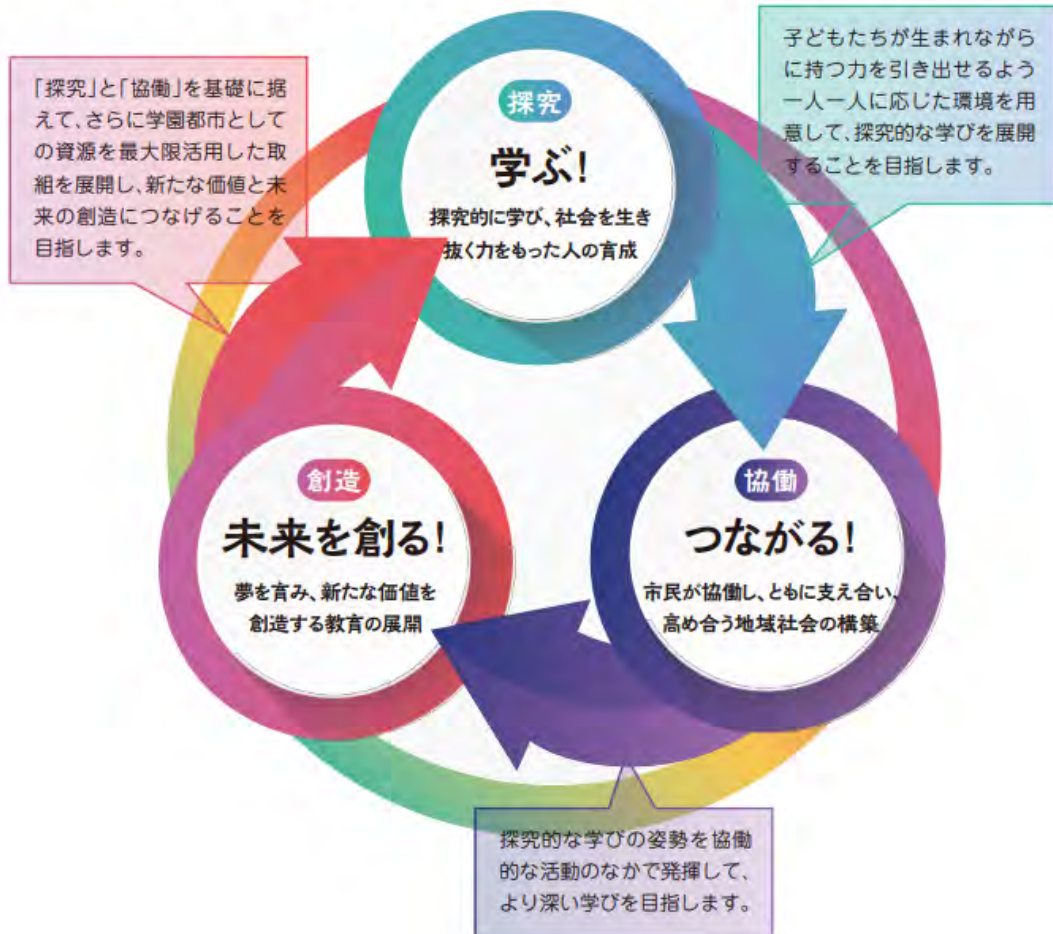 「探究」と「協働」を基礎に据
えて、さらに学園都市として
の資源を最大限活用した取
組を展開し、新たな価値と未
来の創造につなげることを
目指します。
子どもたちが生まれながら
に持つ力を引き出せるよう
一人一人に応じた環境を用
意して、探究的な学びを展開
することを目指します。
探究
学ぶ!
探究的に学び、社会を生き
抜く力をもった人の育成
創造
未来を創る!
夢を育み、新たな価値を
創造する教育の展開
協働
つながる!
市民が協働し、ともに支え合い、
高め合う地域社会の構築
探究的な学びの姿勢を協働
的な活動のなかで発揮して、
より深い学びを目指します。